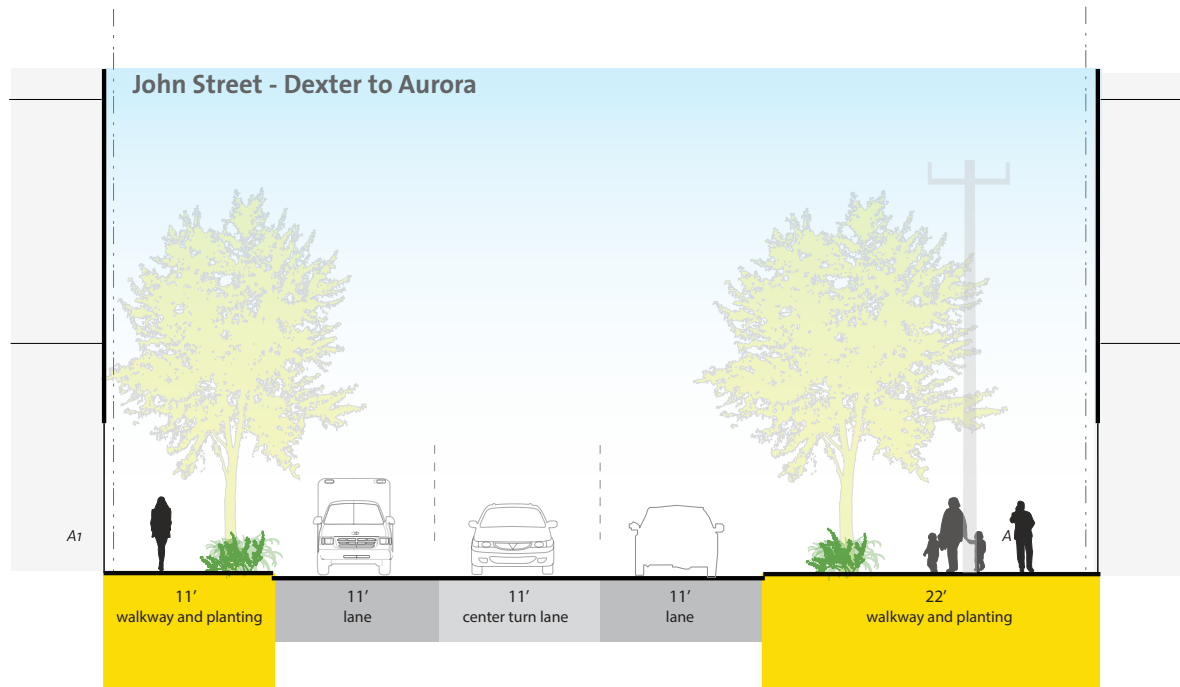 John Street - Dexter to Aurora
A1
A
11’
walkway and planting
11’
lane
11’
center turn lane
11’
lane
22’
walkway and planting